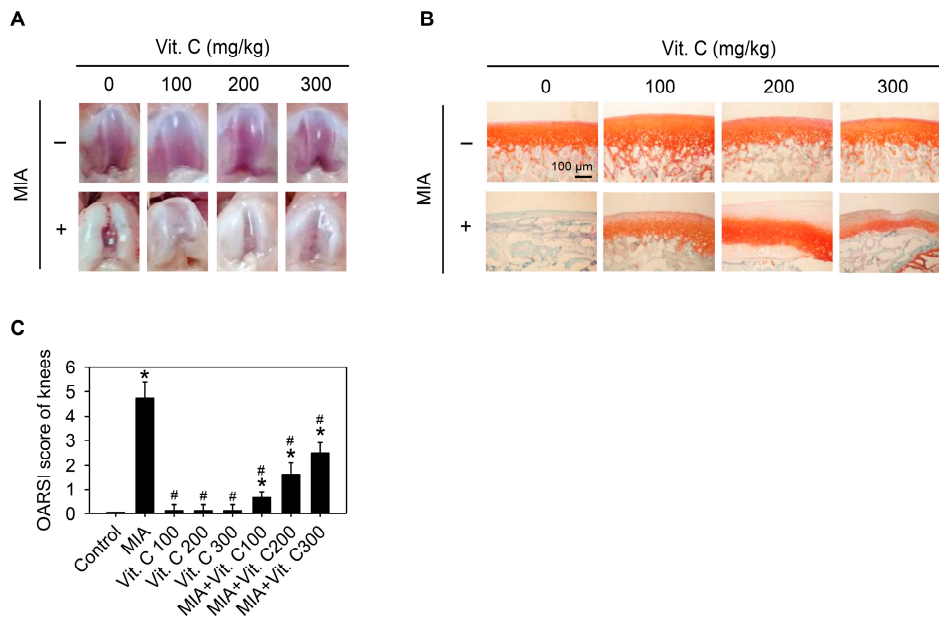 A
Vit. C (mg/kg)
0 100 200 300
MIA
−
+
B
Vit. C (mg/kg)
0 100 200 300
MIA
−
100 µm
+
C
OARSI score of knees
6
5
4
3
2
1
0
*
#
#
#
#
*
#
*
#
*
Control
MIA
Vit. C 100
Vit. C 200
Vit. C 300
MIA+Vit. C100
MIA+Vit. C200
MIA+Vit. C300